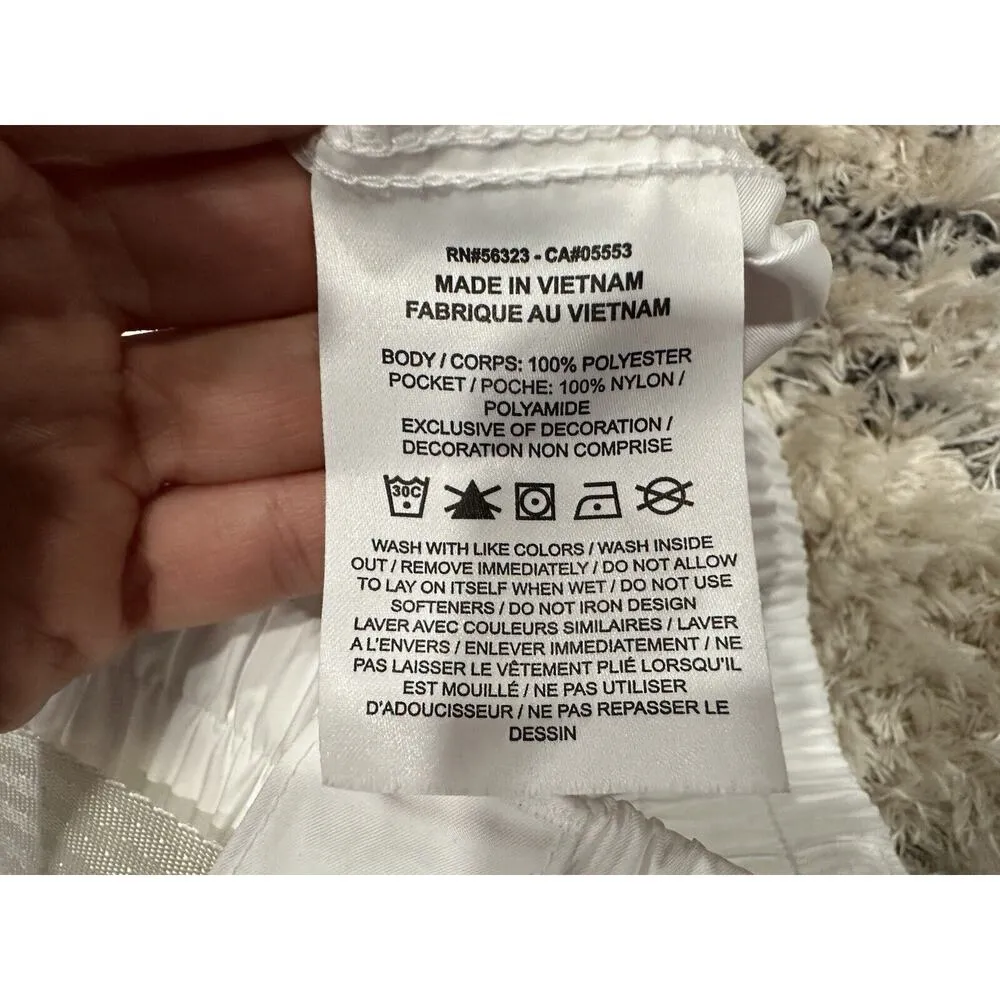 RN#56323 - CA#05553
MADE IN VIETNAM
FABRIQUE AU VIETNAM
BODY / CORPS: 100% POLYESTER
POCKET / POCHE: 100% NYLON /
POLYAMIDE
EXCLUSIVE OF DECORATION /
DECORATION NON COMPRISE
30C
WASH WITH LIKE COLORS / WASH INSIDE
OUT / REMOVE IMMEDIATELY / DO NOT ALLOW
TO LAY ON ITSELF WHEN WET / DO NOT USE
SOFTENERS / DO NOT IRON DESIGN
LAVER AVEC COULEURS SIMILAIRES / LAVER
A L'ENVERS / ENLEVER IMMEDIATEMENT / NE
PAS LAISSER LE VÊTEMENT PLIÉ LORSQU'IL
EST MOUILLÉ / NE PAS UTILISER
D'ADOUCISSEUR / NE PAS REPASSER LE
DESSIN